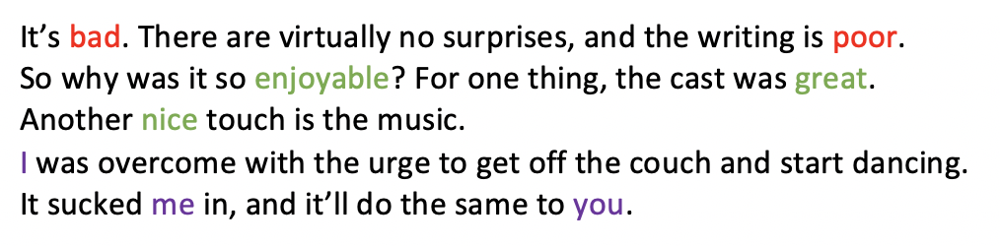 It’s bad. There are virtually no surprises, and the writing is poor.
So why was it so enjoyable? For one thing, the cast was great.
Another nice touch is the music.
I was overcome with the urge to get off the couch and start dancing.
It sucked me in, and it’ll do the same to you.